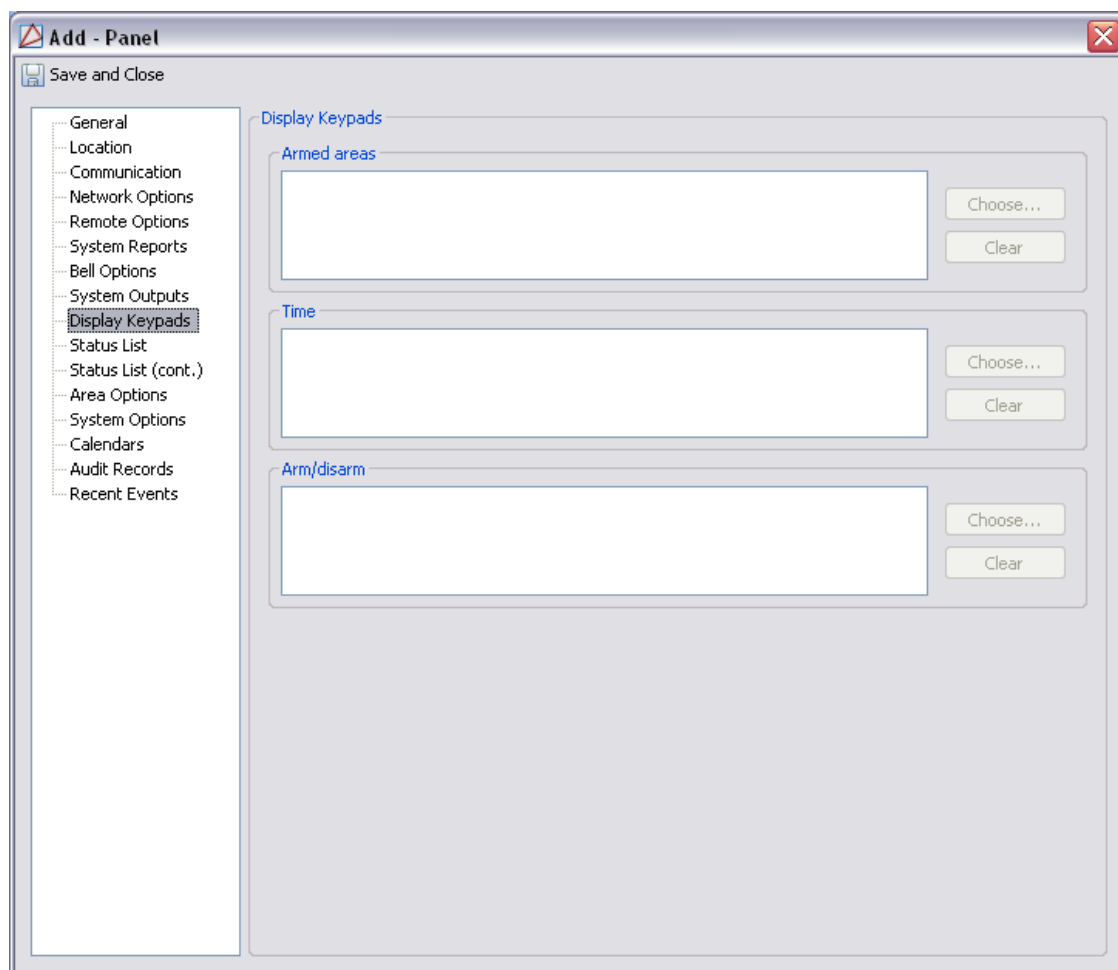 Add - Panel
Save and Close
General
Location
Communication
Network Options
Remote Options
System Reports
Bell Options
System Outputs
Display Keypads
Status List
Status List (cont.)
Area Options
System Options
Calendars
Audit Records
Recent Events
Display Keypads
Armed areas
Choose...
Clear
Time
Choose...
Clear
Arm/disarm
Choose...
Clear